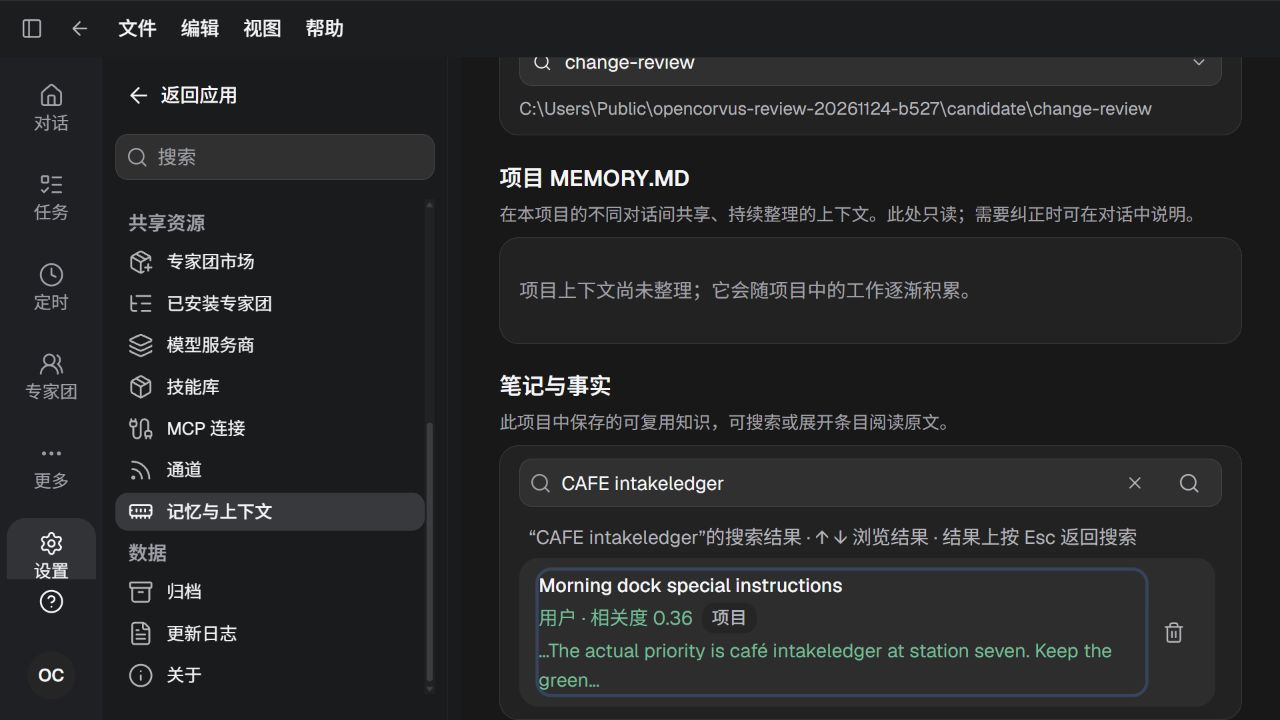 文件 编辑 视图 帮助
对话
任务
定时
专家团
更多
设置
OC
返回应用
搜索
共享资源
专家团市场
已安装专家团
模型服务商
技能库
MCP 连接
通道
记忆与上下文
数据
归档
更新日志
关于
change-review
C:\Users\Public\opencorvus-review-20261124-b527\candidate\change-review
项目 MEMORY.MD
在本项目的不同对话间共享、持续整理的上下文。此处只读；需要纠正时可在对话中说明。
项目上下文尚未整理；它会随项目中的工作逐渐积累。
笔记与事实
此项目中保存的可复用知识，可搜索或展开条目阅读原文。
CAFE intakeledger
“CAFE intakeledger”的搜索结果 · ↑↓ 浏览结果 · 结果上按 Esc 返回搜索
Morning dock special instructions
用户 · 相关度 0.36 项目
...The actual priority is café intakeledger at station seven. Keep the
green...